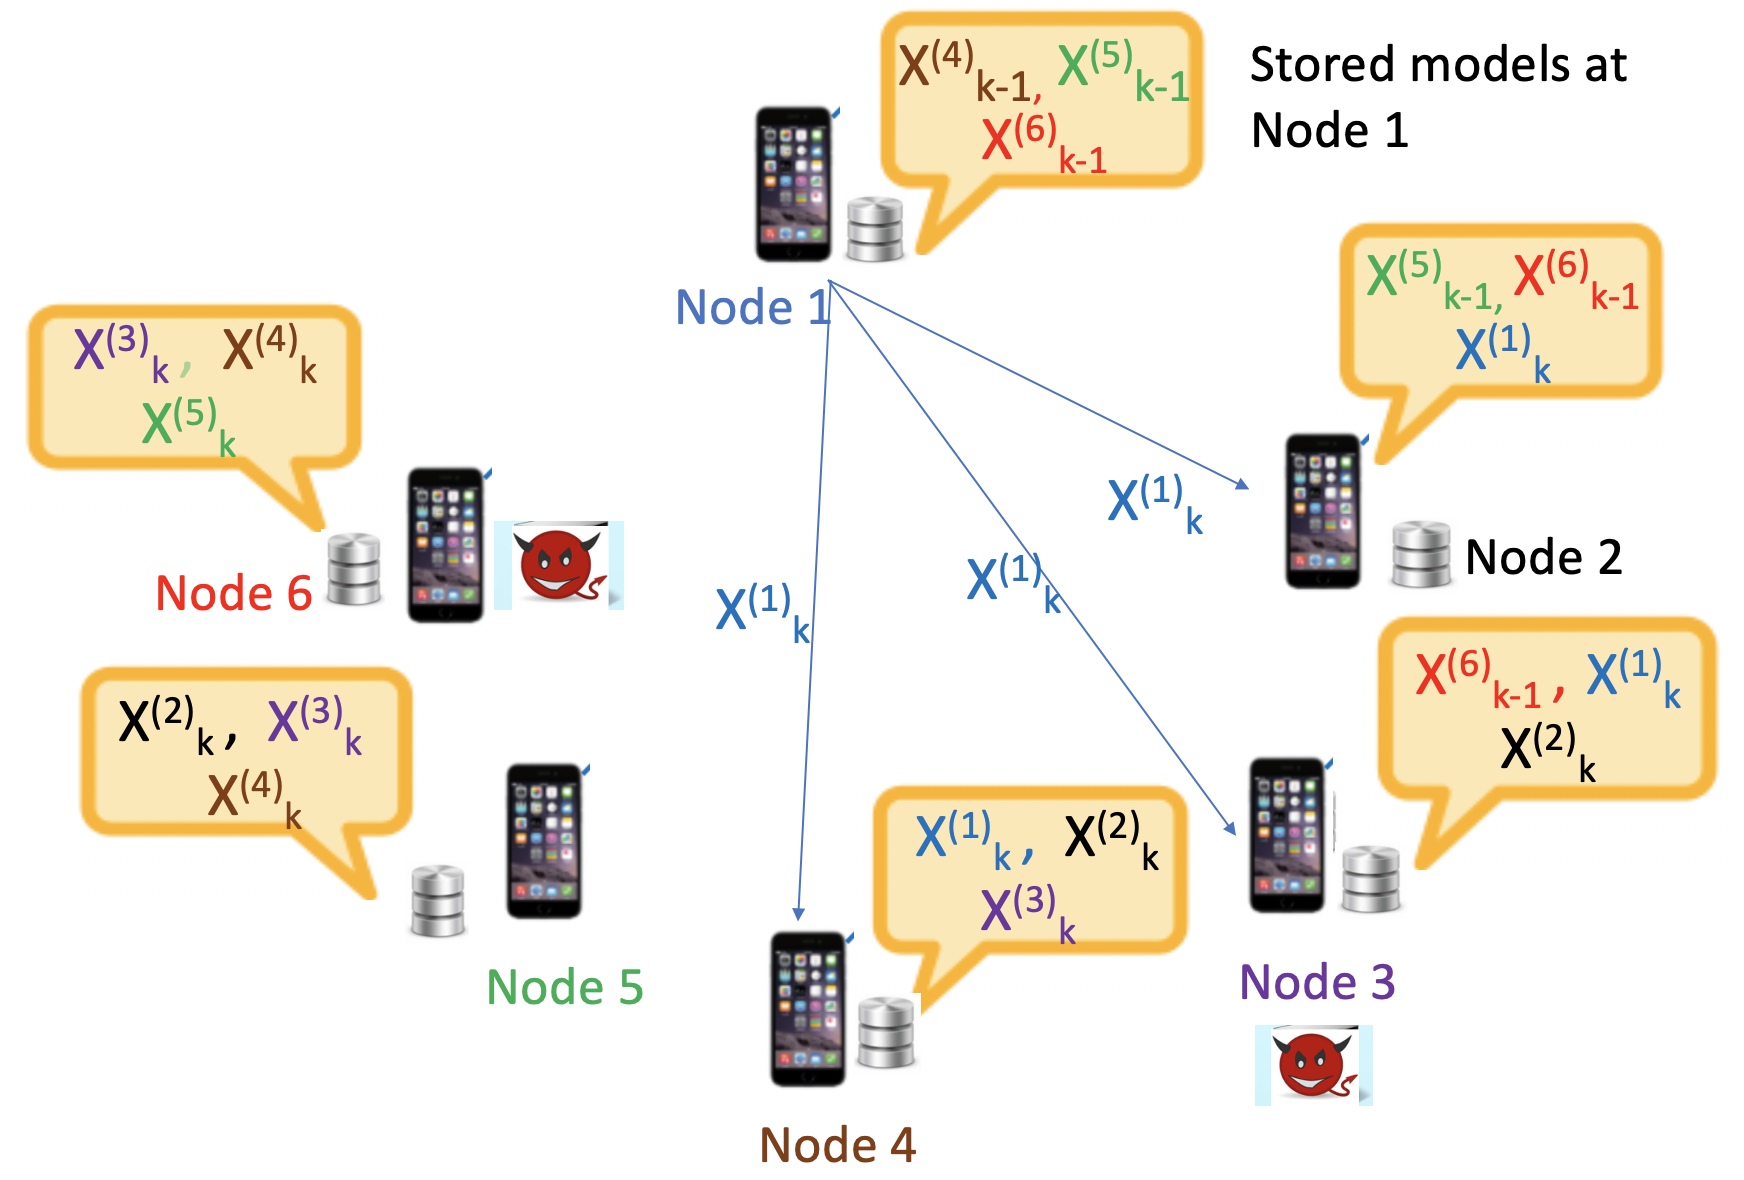 X(4)k-1, X(5)k-1
X(6)k-1
Stored models at
Node 1
Node 1
X(5)k-1, X(6)k-1
X(1)k
X(3)k, X(4)k
X(5)k
X(1)k
Node 2
X(1)k
X(1)k
Node 6
X(6)k-1, X(1)k
X(2)k
X(2)k, X(3)k
X(4)k
X(1)k, X(2)k
X(3)k
Node 5
Node 3
Node 4